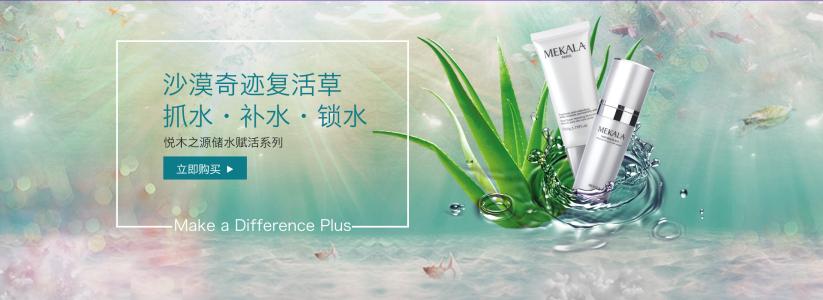 沙漠奇迹复活草
抓水·补水·锁水
悦木之源储水赋活系列
立即购买
Make a Difference Plus
MEKALA
PARIS
MEKALA